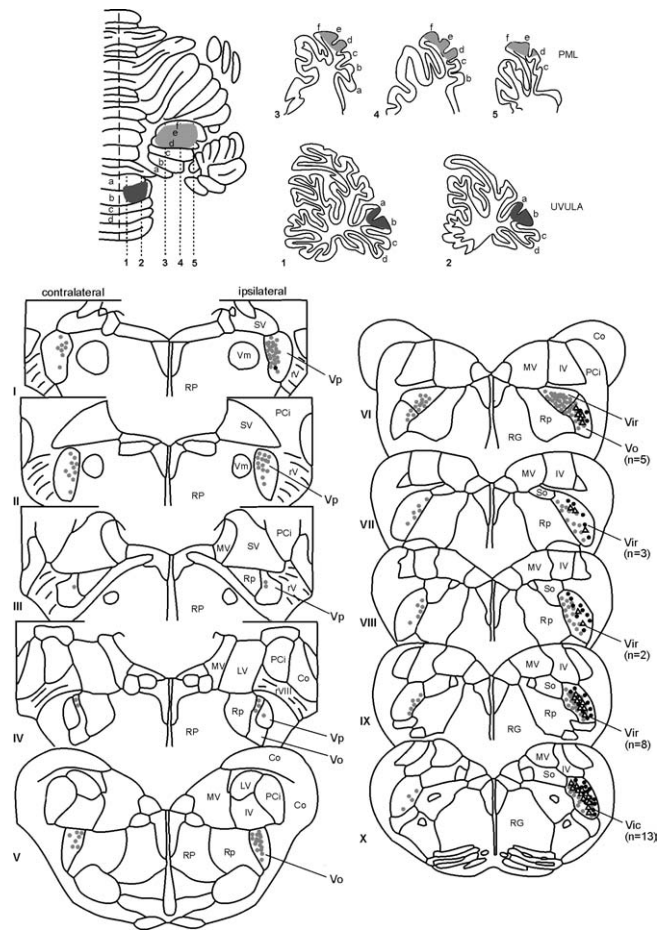 f e d c b a
3
f e d c b
4
f e d c
5
PML
f
e
d
c
b
a
a
b
c
d
1 2 3 4 5
a
b
c
d
1
a
b
c
d
2
UVULA
contralateral ipsilateral
SV
Vm
rV
Vp
RP
I
PCi
SV
Vm
rV
Vp
RP
II
MV SV PCi
Rp
rV
Vp
RP
III
MV LV PCi Co
rVIII
Rp
RP
Vp
Vo
IV
Co
LV
MV PCi Co
IV
RP Rp
Vo
V
Co
MV IV PCi
VI
Rp
RG
Vir
Vo
(n=5)
MV IV
So
VII
Rp
Vir
(n=3)
MV IV
So
VIII
Rp
Vir
(n=2)
MV IV
So
IX
Rp
RG
Vir
(n=8)
MV
IV
So
X
RG
Vic
(n=13)